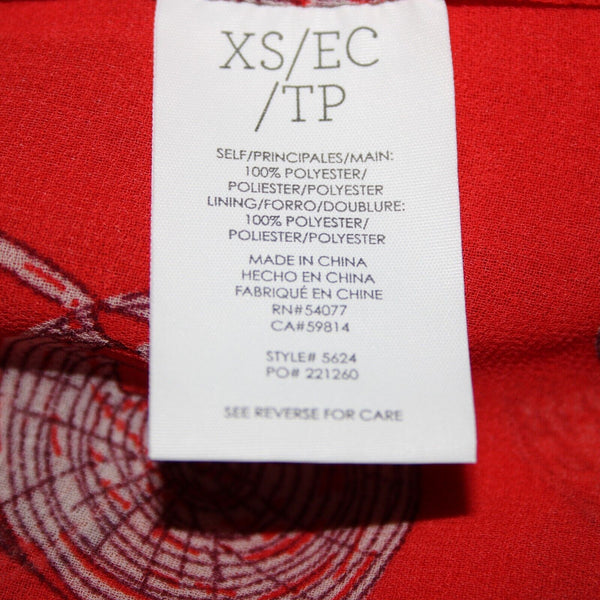 XS/EC
/TP
SELF/PRINCIPALES/MAIN:
100% POLYESTER/
POLIESTER/POLYESTER
LINING/FORRO/DOUBLURE:
100% POLYESTER/
POLIESTER/POLYESTER
MADE IN CHINA
HECHO EN CHINA
FABRIQUÉ EN CHINE
RN#54077
CA#59814
STYLE# 5624
PO# 221260
SEE REVERSE FOR CARE